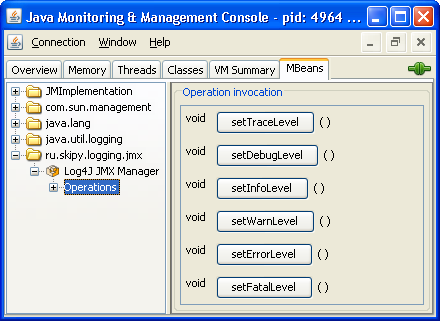 Java Monitoring & Management Console - pid: 4964 ...
Connection Window Help
Overview Memory Threads Classes VM Summary MBeans
JMImplementation
com.sun.management
java.lang
java.util.logging
ru.skipy.logging.jmx
Log4J JMX Manager
Operations
Operation invocation
void setTraceLevel ( )
void setDebugLevel ( )
void setInfoLevel ( )
void setWarnLevel ( )
void setErrorLevel ( )
void setFatalLevel ( )